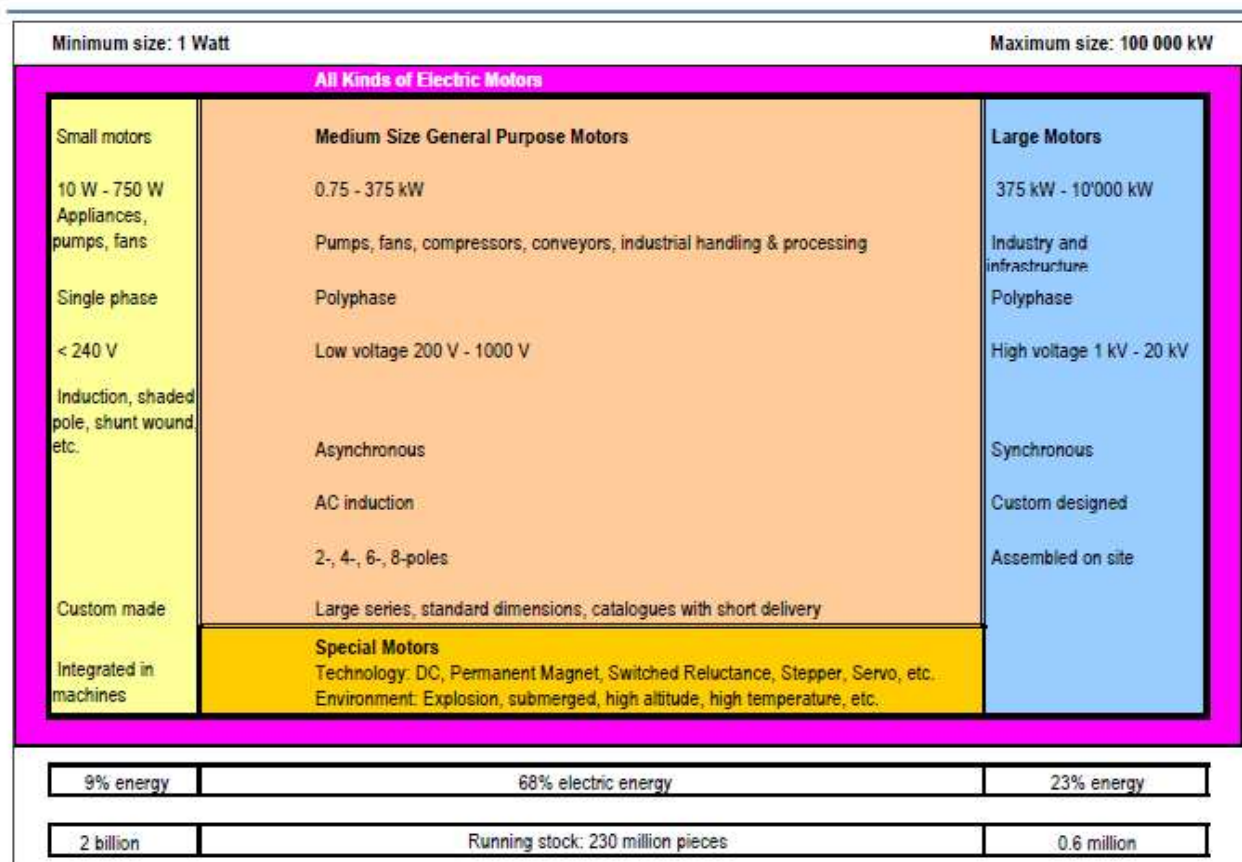 Minimum size: 1 Watt
Maximum size: 100 000 kW
All Kinds of Electric Motors
Small motors
10 W - 750 W
Appliances,
pumps, fans
Single phase
< 240 V
Induction, shaded
pole, shunt wound,
etc.
Custom made
Integrated in
machines
Medium Size General Purpose Motors
0.75 - 375 kW
Pumps, fans, compressors, conveyors, industrial handling & processing
Polyphase
Low voltage 200 V - 1000 V
Asynchronous
AC induction
2-, 4-, 6-, 8-poles
Large series, standard dimensions, catalogues with short delivery
Special Motors
Technology: DC, Permanent Magnet, Switched Reluctance, Stepper, Servo, etc.
Environment: Explosion, submerged, high altitude, high temperature, etc.
Large Motors
375 kW - 10'000 kW
Industry and
infrastructure
Polyphase
High voltage 1 kV - 20 kV
Synchronous
Custom designed
Assembled on site
9% energy
68% electric energy
23% energy
2 billion
Running stock: 230 million pieces
0.6 million